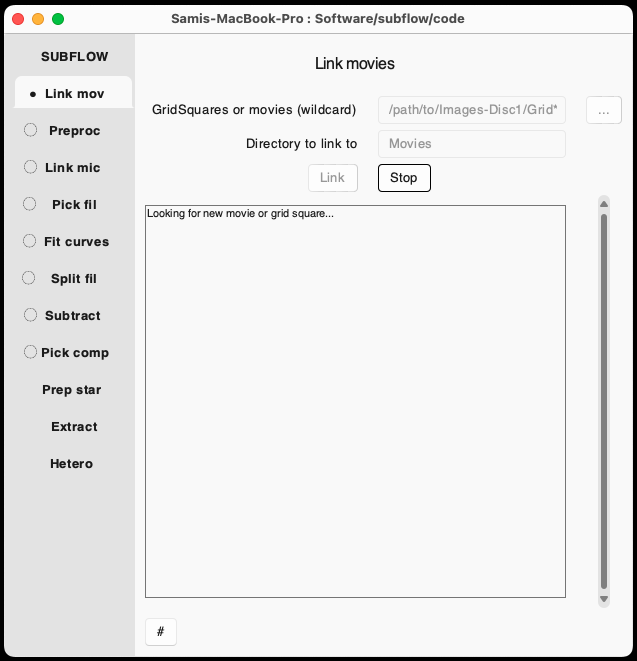 Samis-MacBook-Pro : Software/subflow/code
SUBFLOW
Link mov
Preproc
Link mic
Pick fil
Fit curves
Split fil
Subtract
Pick comp
Prep star
Extract
Hetero
Link movies
GridSquares or movies (wildcard) /path/to/Images-Disc1/Grid* ...
Directory to link to Movies
Link Stop
Looking for new movie or grid square...
#